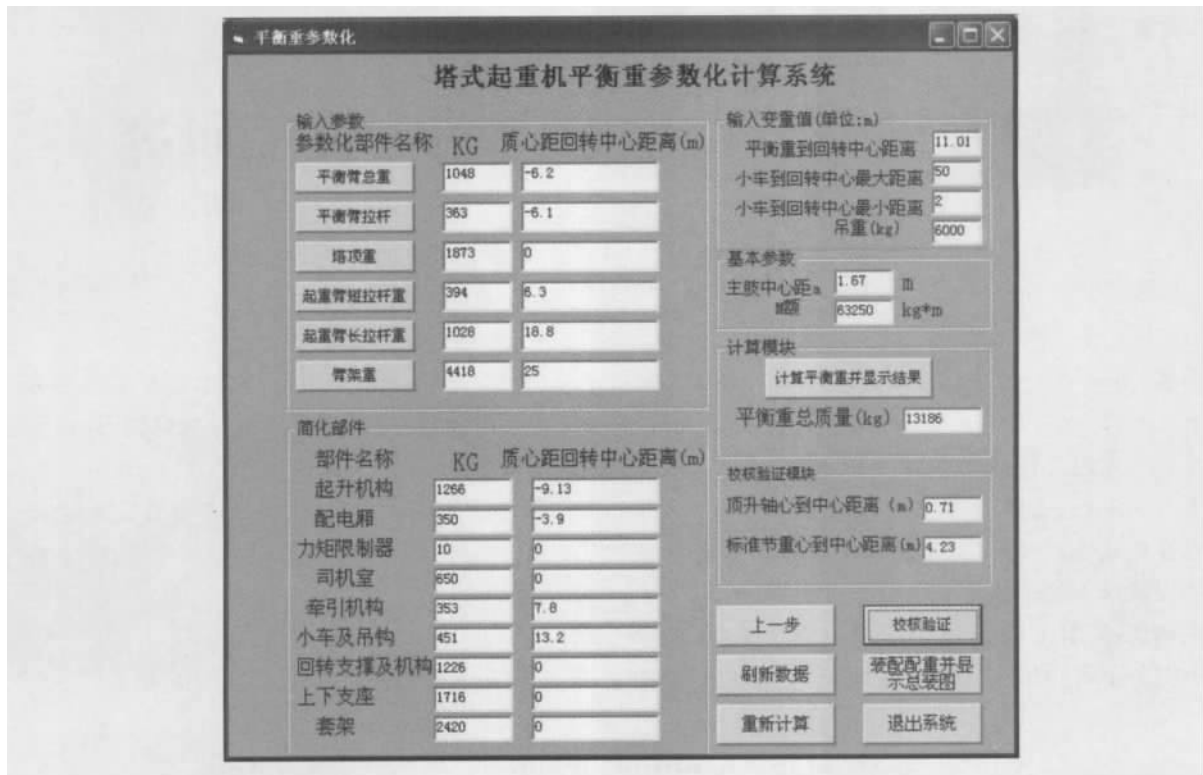 平衡重参数化
塔式起重机平衡重参数化计算系统
输入参数
参数化部件名称 KG 质心距回转中心距离(m)
平衡臂总重 1048 -6.2
平衡臂拉杆 363 -6.1
塔顶重 1873 0
起重臂短拉杆重 394 6.3
起重臂长拉杆重 1028 18.8
臂架重 4418 25
简化部件
部件名称 KG 质心距回转中心距离(m)
起升机构 1266 -9.13
配电厢 350 -3.9
力矩限制器 10 0
司机室 650 0
牵引机构 353 7.8
小车及吊钩 451 13.2
回转支撑及机构 1226 0
上下支座 1716 0
套架 2420 0
输入变量值(单位:m)
平衡重到回转中心距离 11.01
小车到回转中心最大距离 50
小车到回转中心最小距离 2
吊重(kg) 6000
基本参数
主肢中心距a 1.67 m
63250 kg*m
计算模块
计算平衡重并显示结果
平衡重总质量(kg) 13186
校核验证模块
顶升轴心到中心距离(m) 0.71
标准节重心到中心距离(m) 4.23
上一步 校核验证
刷新数据 装配配重并显
示总装图
重新计算 退出系统